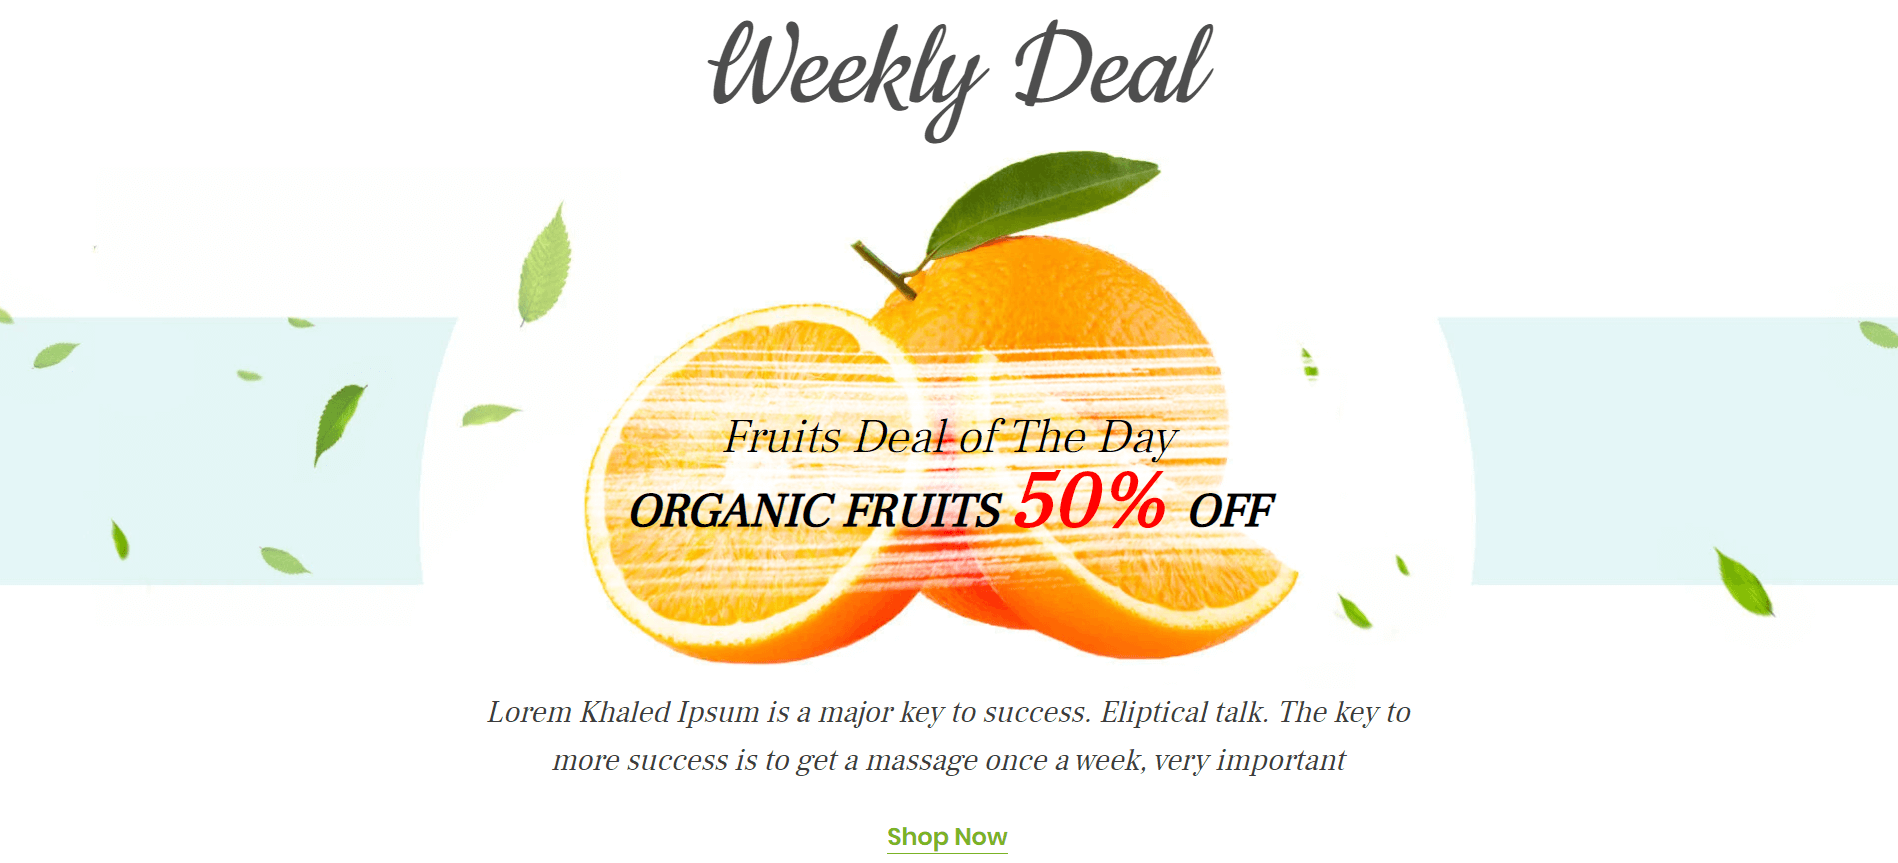 Weekly Deal
Fruits Deal of The Day
ORGANIC FRUITS 50% OFF
Lorem Khaled Ipsum is a major key to success. Eliptical talk. The key to
more success is to get a massage once a week, very important
Shop Now